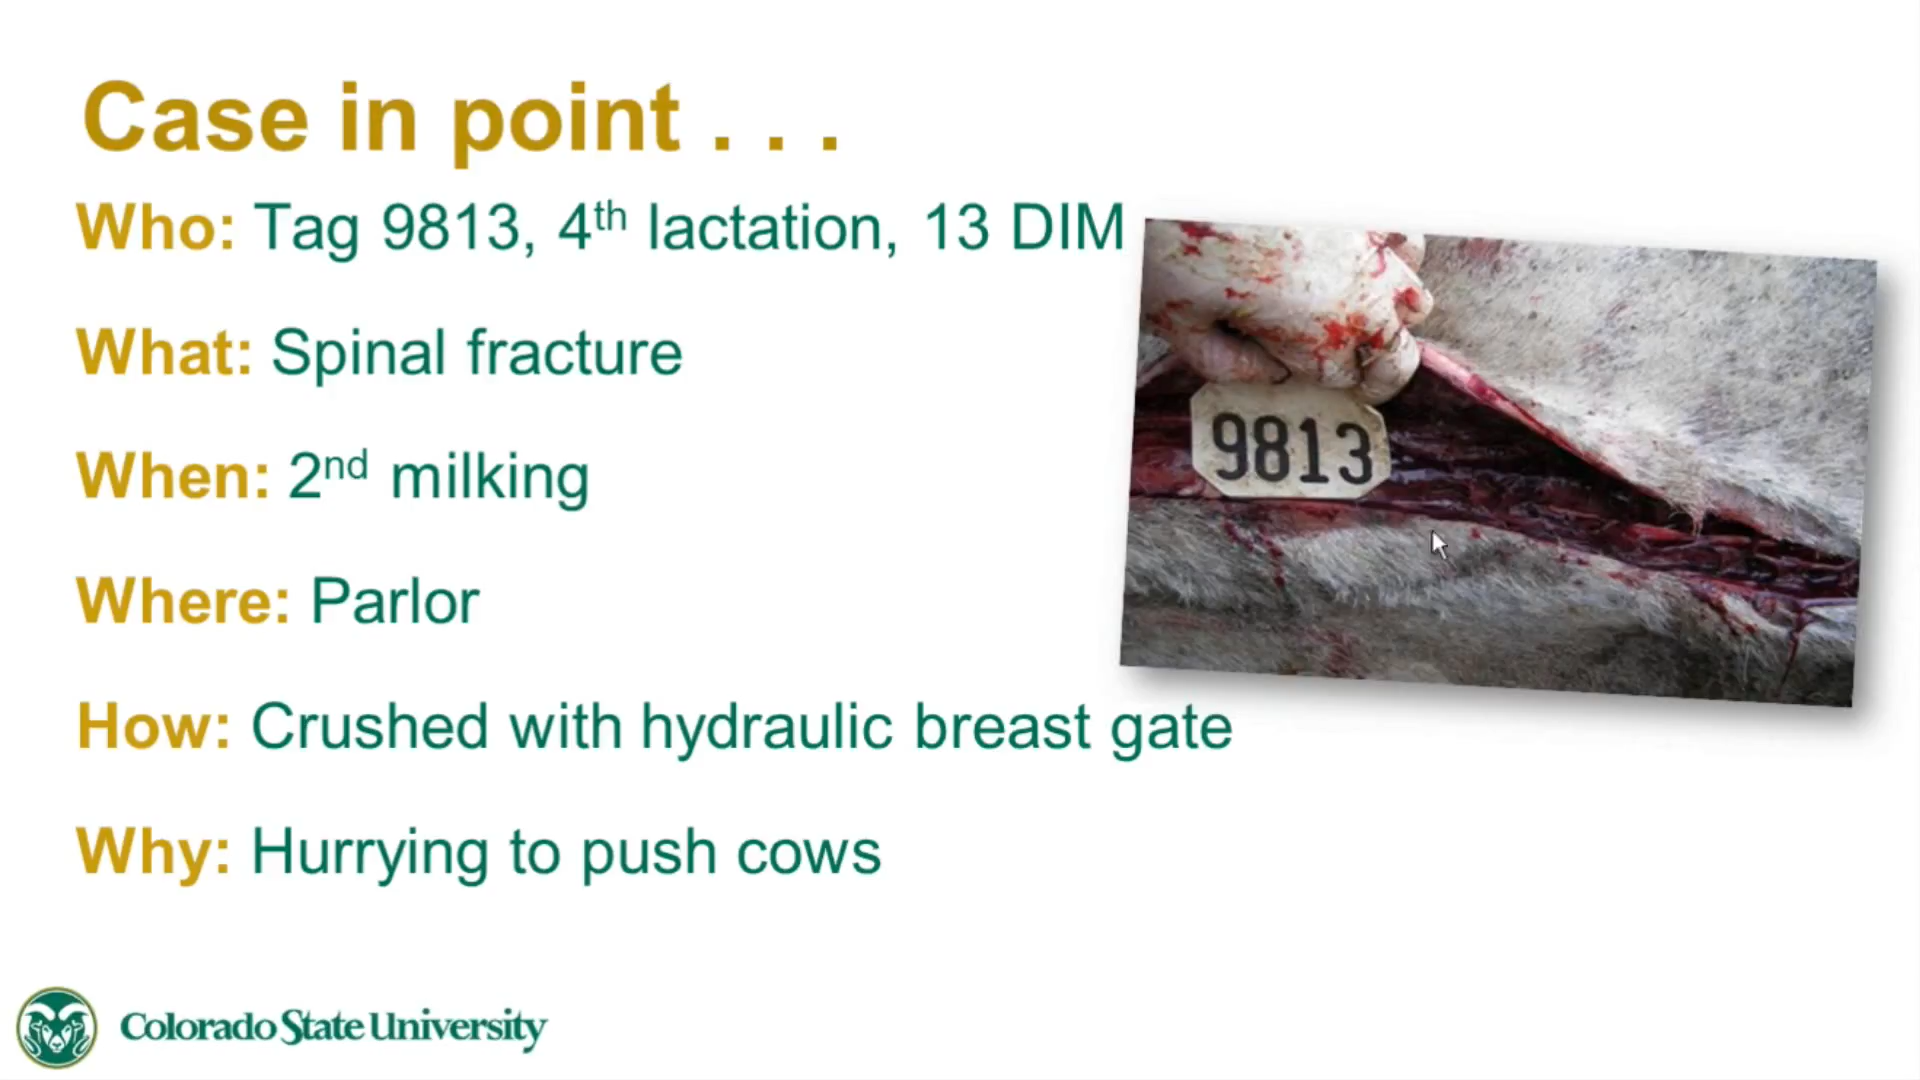 Case in point . . .
Who: Tag 9813, 4th lactation, 13 DIM
What: Spinal fracture
When: 2nd milking
Where: Parlor
How: Crushed with hydraulic breast gate
Why: Hurrying to push cows
9813
Colorado State University